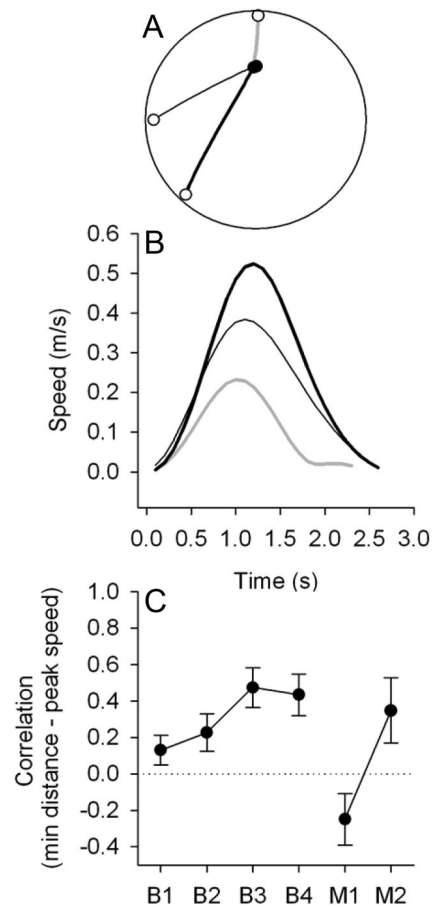 A
B
0.6
0.5
0.4
0.3
0.2
0.1
0.0
Speed (m/s)
0.0 0.5 1.0 1.5 2.0 2.5 3.0
Time (s)
C
1.0
0.8
0.6
0.4
0.2
0.0
-0.2
-0.4
Correlation
(min distance - peak speed)
B1 B2 B3 B4 M1 M2